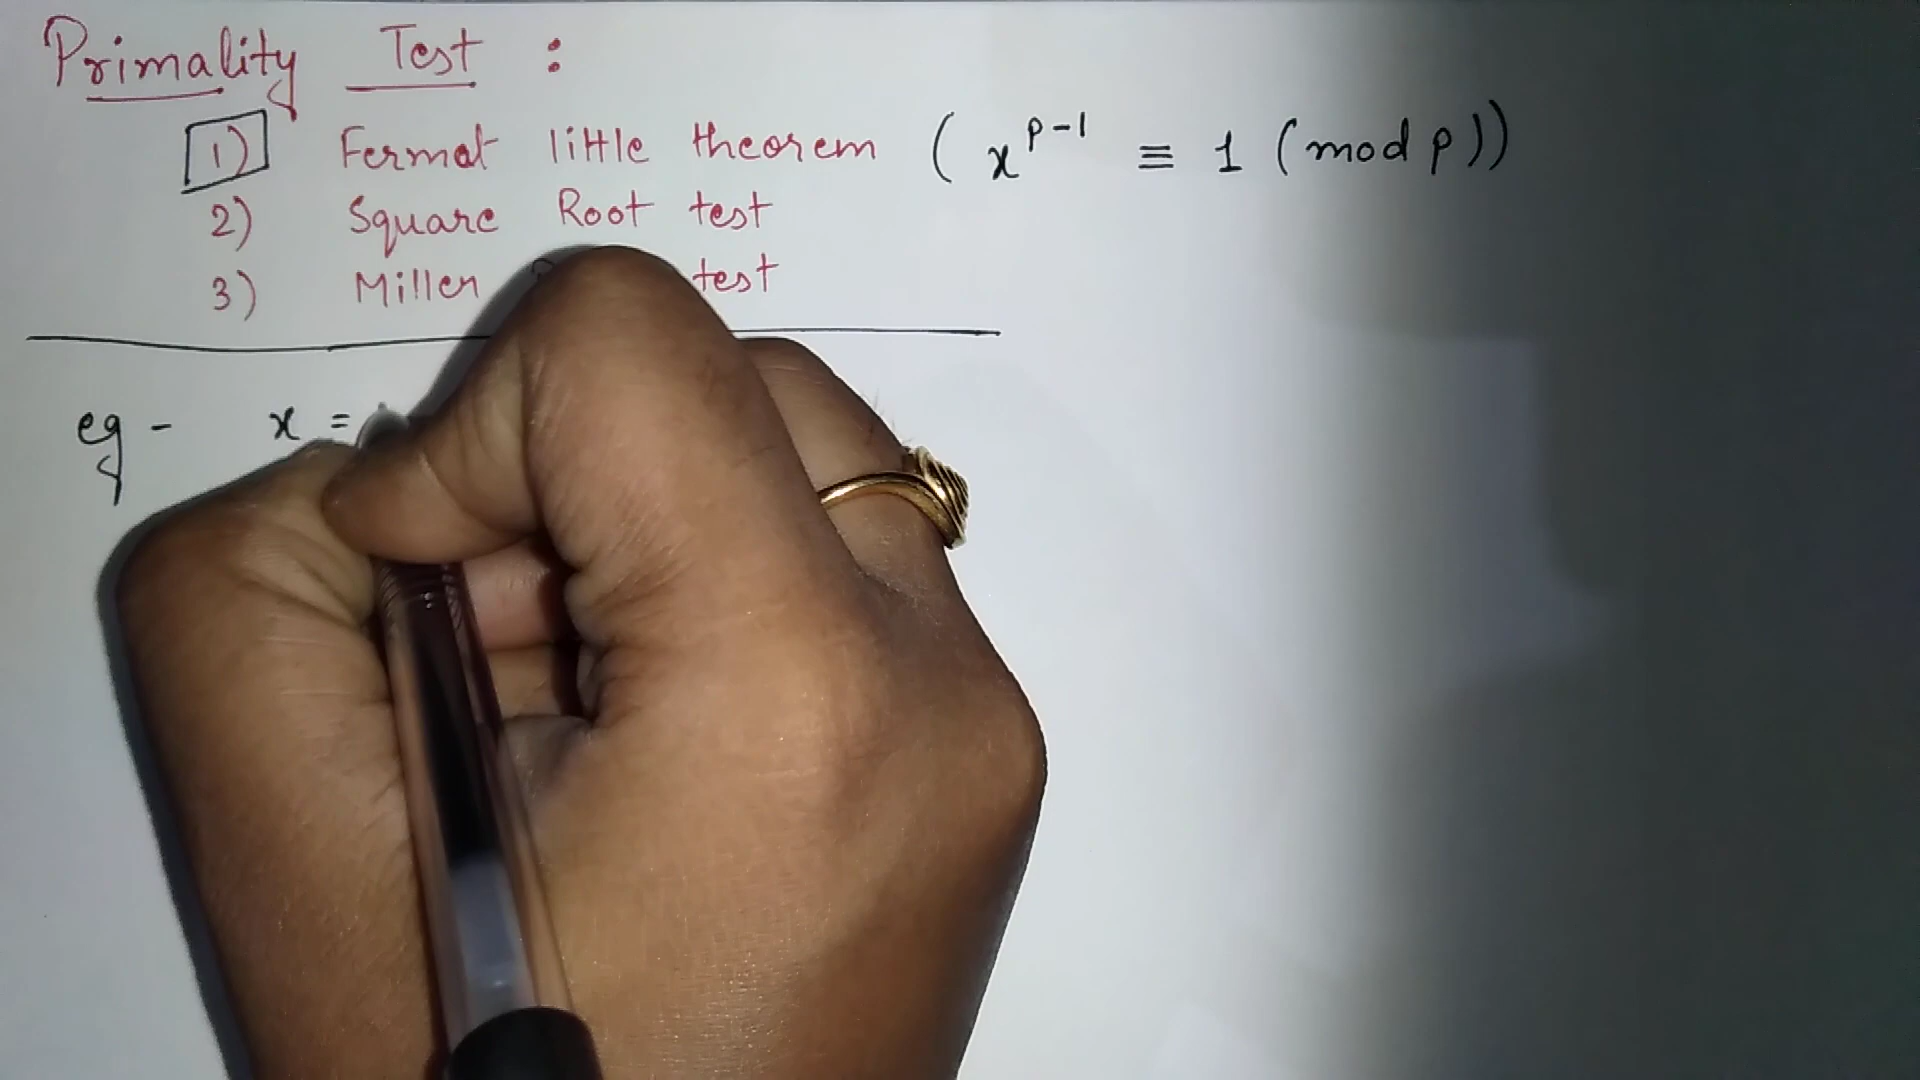 Primality Test :
1) Fermat little theorem ( x^{p-1} ≡ 1 (mod p))
2) Square Root test
3) Miller test
eg - x =